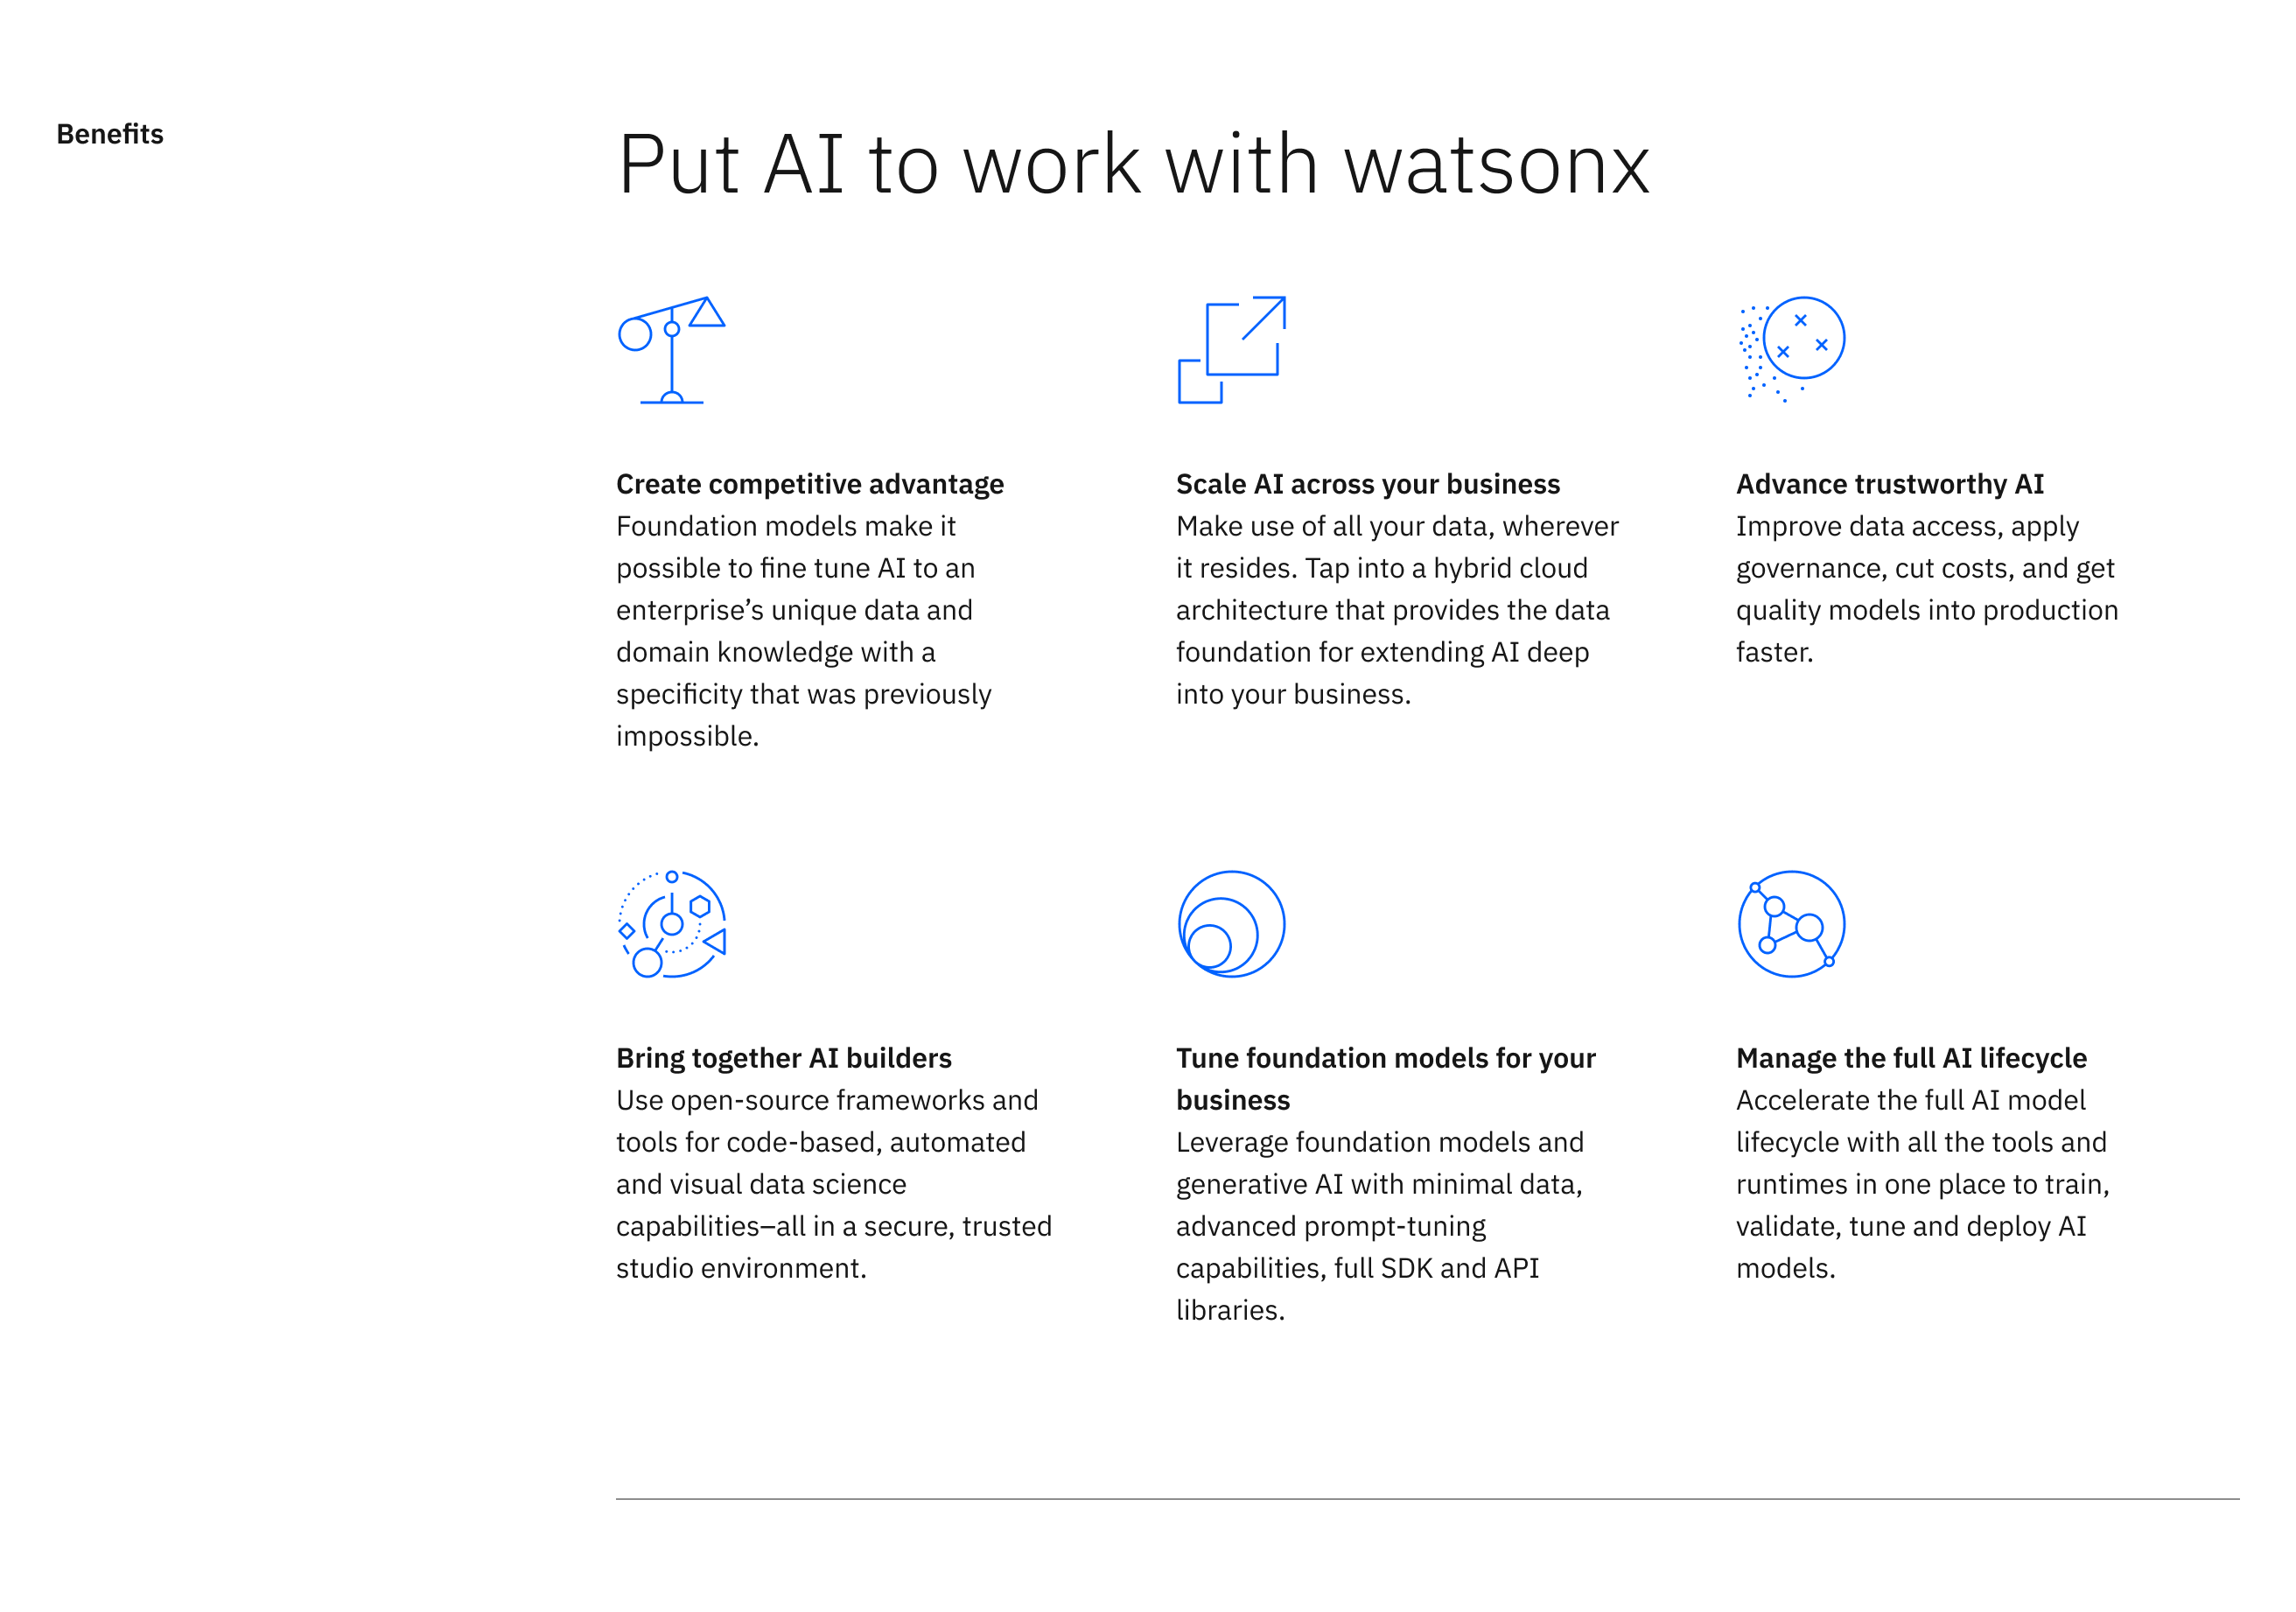 Benefits
Put AI to work with watsonx
Create competitive advantage
Foundation models make it
possible to fine tune AI to an
enterprise’s unique data and
domain knowledge with a
specificity that was previously
impossible.
Scale AI across your business
Make use of all your data, wherever
it resides. Tap into a hybrid cloud
architecture that provides the data
foundation for extending AI deep
into your business.
Advance trustworthy AI
Improve data access, apply
governance, cut costs, and get
quality models into production
faster.
Bring together AI builders
Use open-source frameworks and
tools for code-based, automated
and visual data science
capabilities—all in a secure, trusted
studio environment.
Tune foundation models for your
business
Leverage foundation models and
generative AI with minimal data,
advanced prompt-tuning
capabilities, full SDK and API
libraries.
Manage the full AI lifecycle
Accelerate the full AI model
lifecycle with all the tools and
runtimes in one place to train,
validate, tune and deploy AI
models.